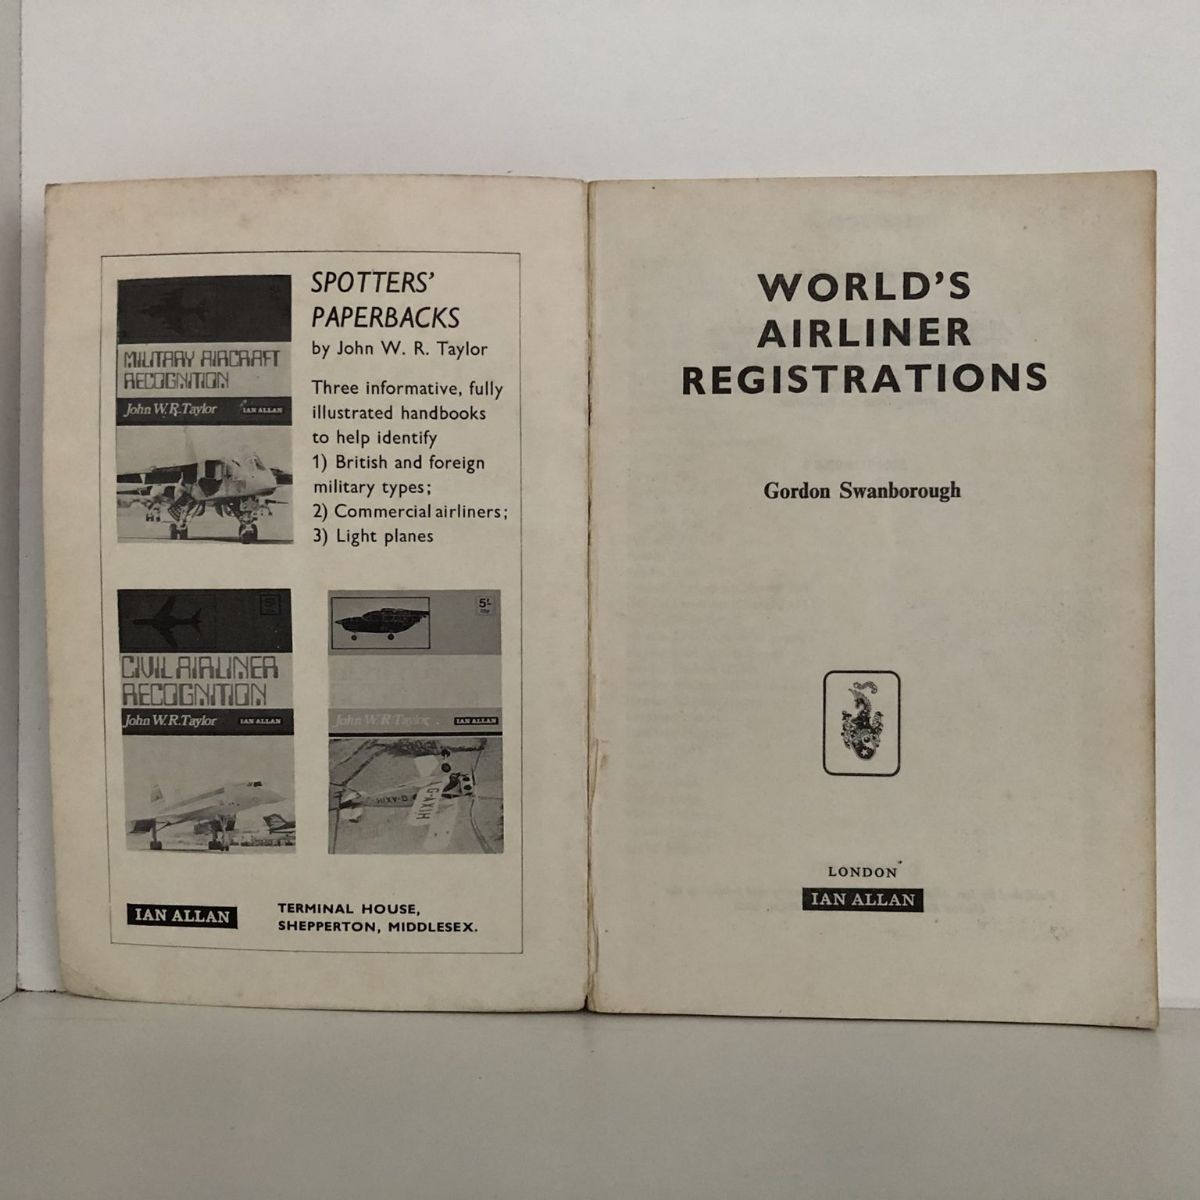 SPOTTERS'
PAPERBACKS
by John W. R. Taylor
Three informative, fully
illustrated handbooks
to help identify
1) British and foreign
military types;
2) Commercial airliners;
3) Light planes
MILITARY AIRCRAFT
RECOGNITION
John W.R.Taylor IAN ALLAN
5'-
CIVIL AIRLINER
RECOGNITION
John W.R.Taylor IAN ALLAN
5'-
John W R Taylor IAN ALLAN
G-AXIH
G-AXIH
IAN ALLAN
TERMINAL HOUSE,
SHEPPERTON, MIDDLESEX.
WORLD'S
AIRLINER
REGISTRATIONS
Gordon Swanborough
LONDON
IAN ALLAN